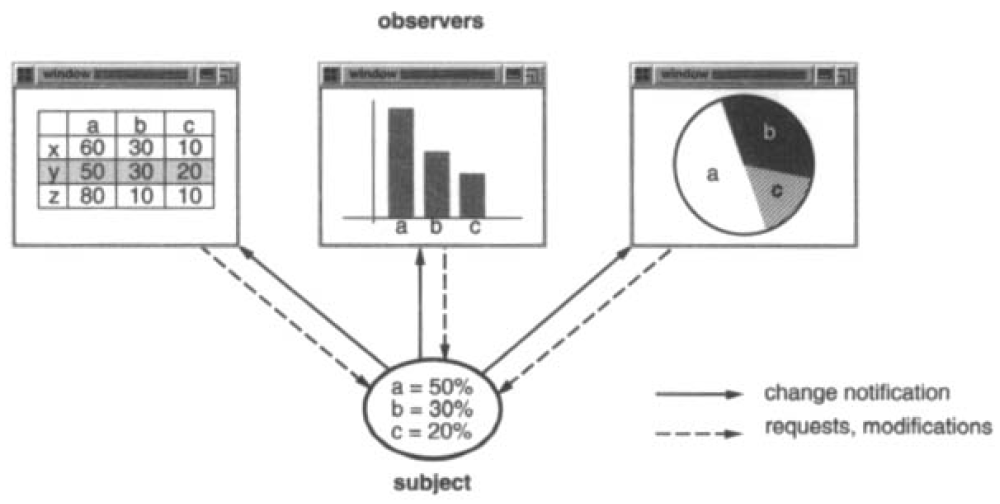 observers
window
window
window
a b c
x 60 30 10
y 50 30 20
z 80 10 10
a b c
a
b
c
a = 50%
b = 30%
c = 20%
subject
change notification
requests, modifications